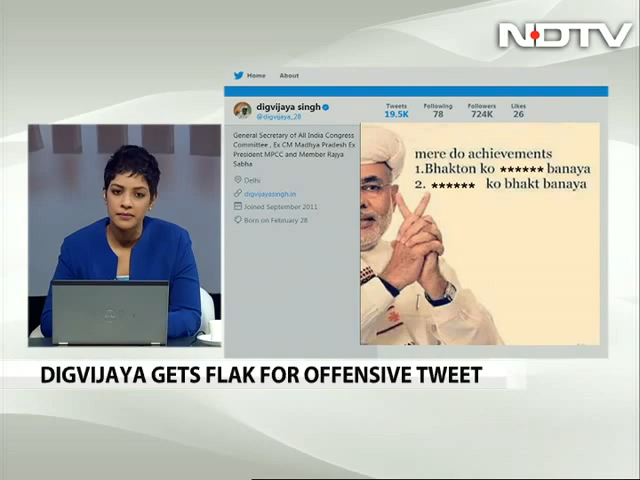 NDTV
Home About
digvijaya singh
@digvijaya_28
Tweets Following Followers Likes
19.5K 78 724K 26
General Secretary of All India Congress
Committee , Ex CM Madhya Pradesh Ex
President MPCC and Member Rajya
Sabha
Delhi
digvijayasingh.in
Joined September 2011
Born on February 28
mere do achievements
1.Bhakton ko ****** banaya
2. ****** ko bhakt banaya
DIGVIJAYA GETS FLAK FOR OFFENSIVE TWEET